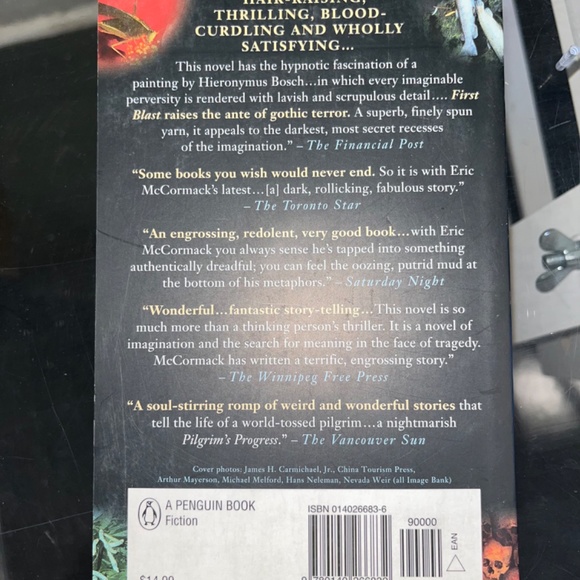 HAIR-RAISING,
THRILLING, BLOOD-
CURDLING AND WHOLLY
SATISFYING...
This novel has the hypnotic fascination of a
painting by Hieronymus Bosch...in which every imaginable
perversity is rendered with lavish and scrupulous detail.... First
Blast raises the ante of gothic terror. A superb, finely spun
yarn, it appeals to the darkest, most secret recesses
of the imagination.” – The Financial Post
“Some books you wish would never end. So it is with Eric
McCormack’s latest...[a] dark, rollicking, fabulous story.”
– The Toronto Star
“An engrossing, redolent, very good book...with Eric
McCormack you always sense he’s tapped into something
authentically dreadful; you can feel the oozing, putrid mud at
the bottom of his metaphors.” – Saturday Night
“Wonderful...fantastic story-telling...This novel is so
much more than a thinking person’s thriller. It is a novel of
imagination and the search for meaning in the face of tragedy.
McCormack has written a terrific, engrossing story.”
– The Winnipeg Free Press
“A soul-stirring romp of weird and wonderful stories that
tell the life of a world-tossed pilgrim...a nightmarish
Pilgrim’s Progress.” – The Vancouver Sun
Cover photos: James H. Carmichael, Jr., China Tourism Press,
Arthur Mayerson, Michael Melford, Hans Neleman, Nevada Weir (all Image Bank)
A PENGUIN BOOK
Fiction
ISBN 014026683-6
90000
EAN
$14.99